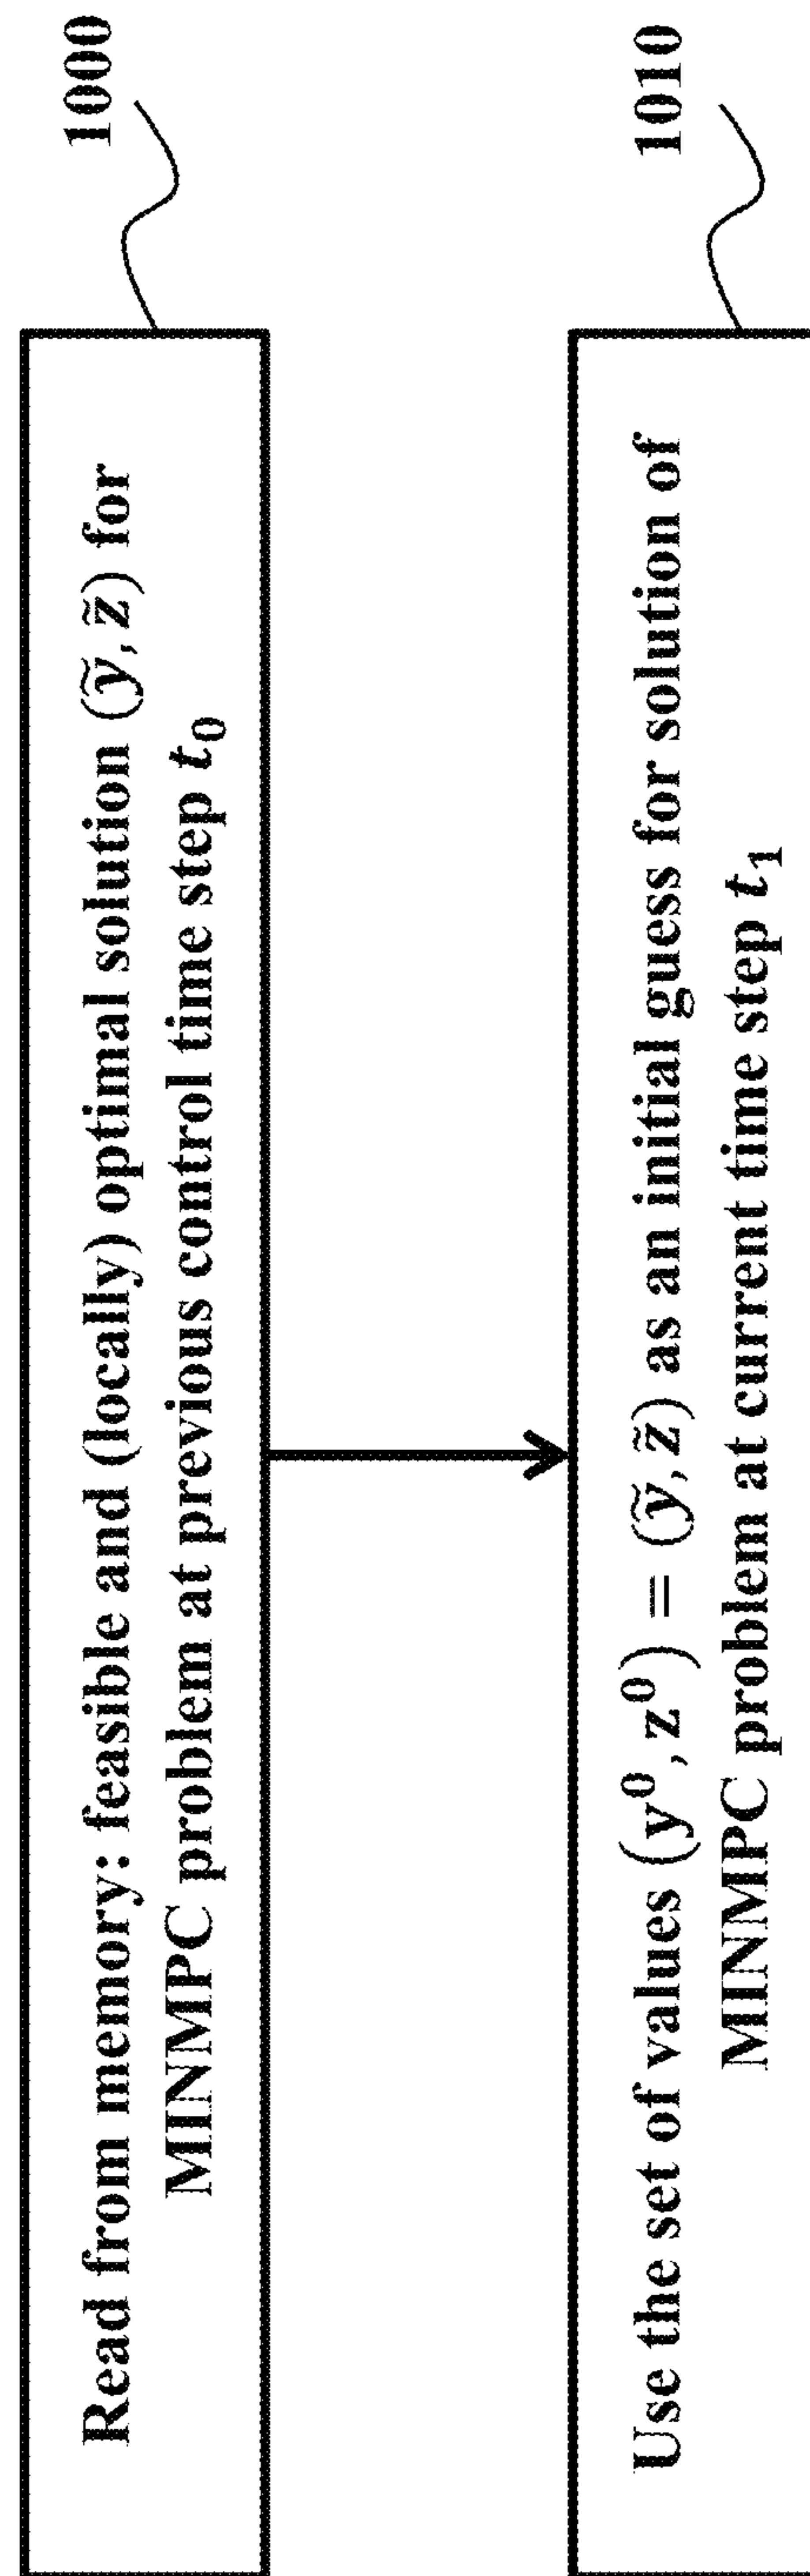 1000
Read from memory: feasible and (locally) optimal solution (ỹ, z̃) for
MINMPC problem at previous control time step t₀
1010
Use the set of values (y⁰, z⁰) = (ỹ, z̃) as an initial guess for solution of
MINMPC problem at current time step t₁